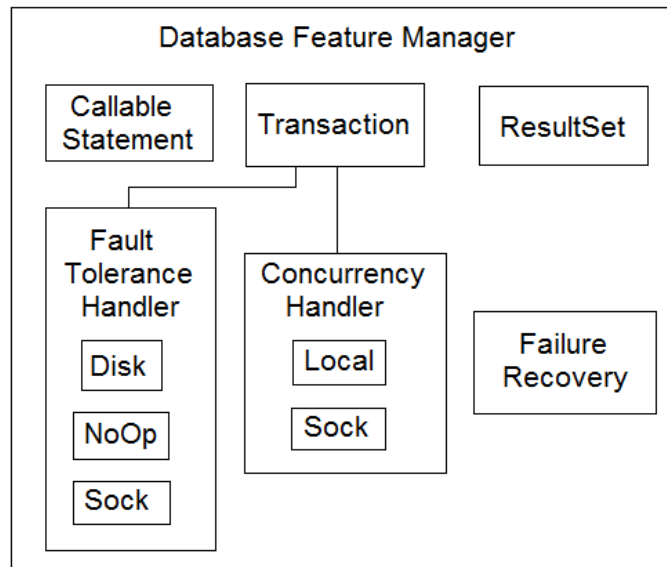 Database Feature Manager
Callable
Statement
Transaction
ResultSet
Fault
Tolerance
Handler
Disk
NoOp
Sock
Concurrency
Handler
Local
Sock
Failure
Recovery